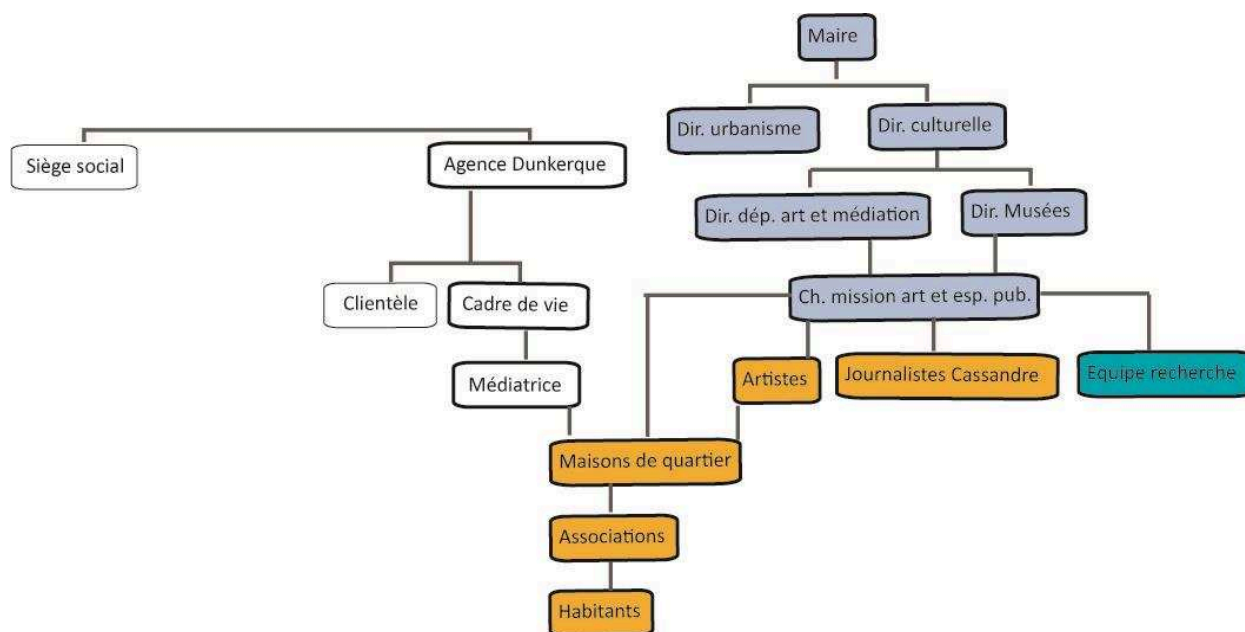 Maire
Dir. urbanisme
Dir. culturelle
Siège social
Agence Dunkerque
Dir. dép. art et médiation
Dir. Musées
Clientèle
Cadre de vie
Ch. mission art et esp. pub.
Médiatrice
Artistes
Journalistes Cassandre
Equipe recherche
Maisons de quartier
Associations
Habitants